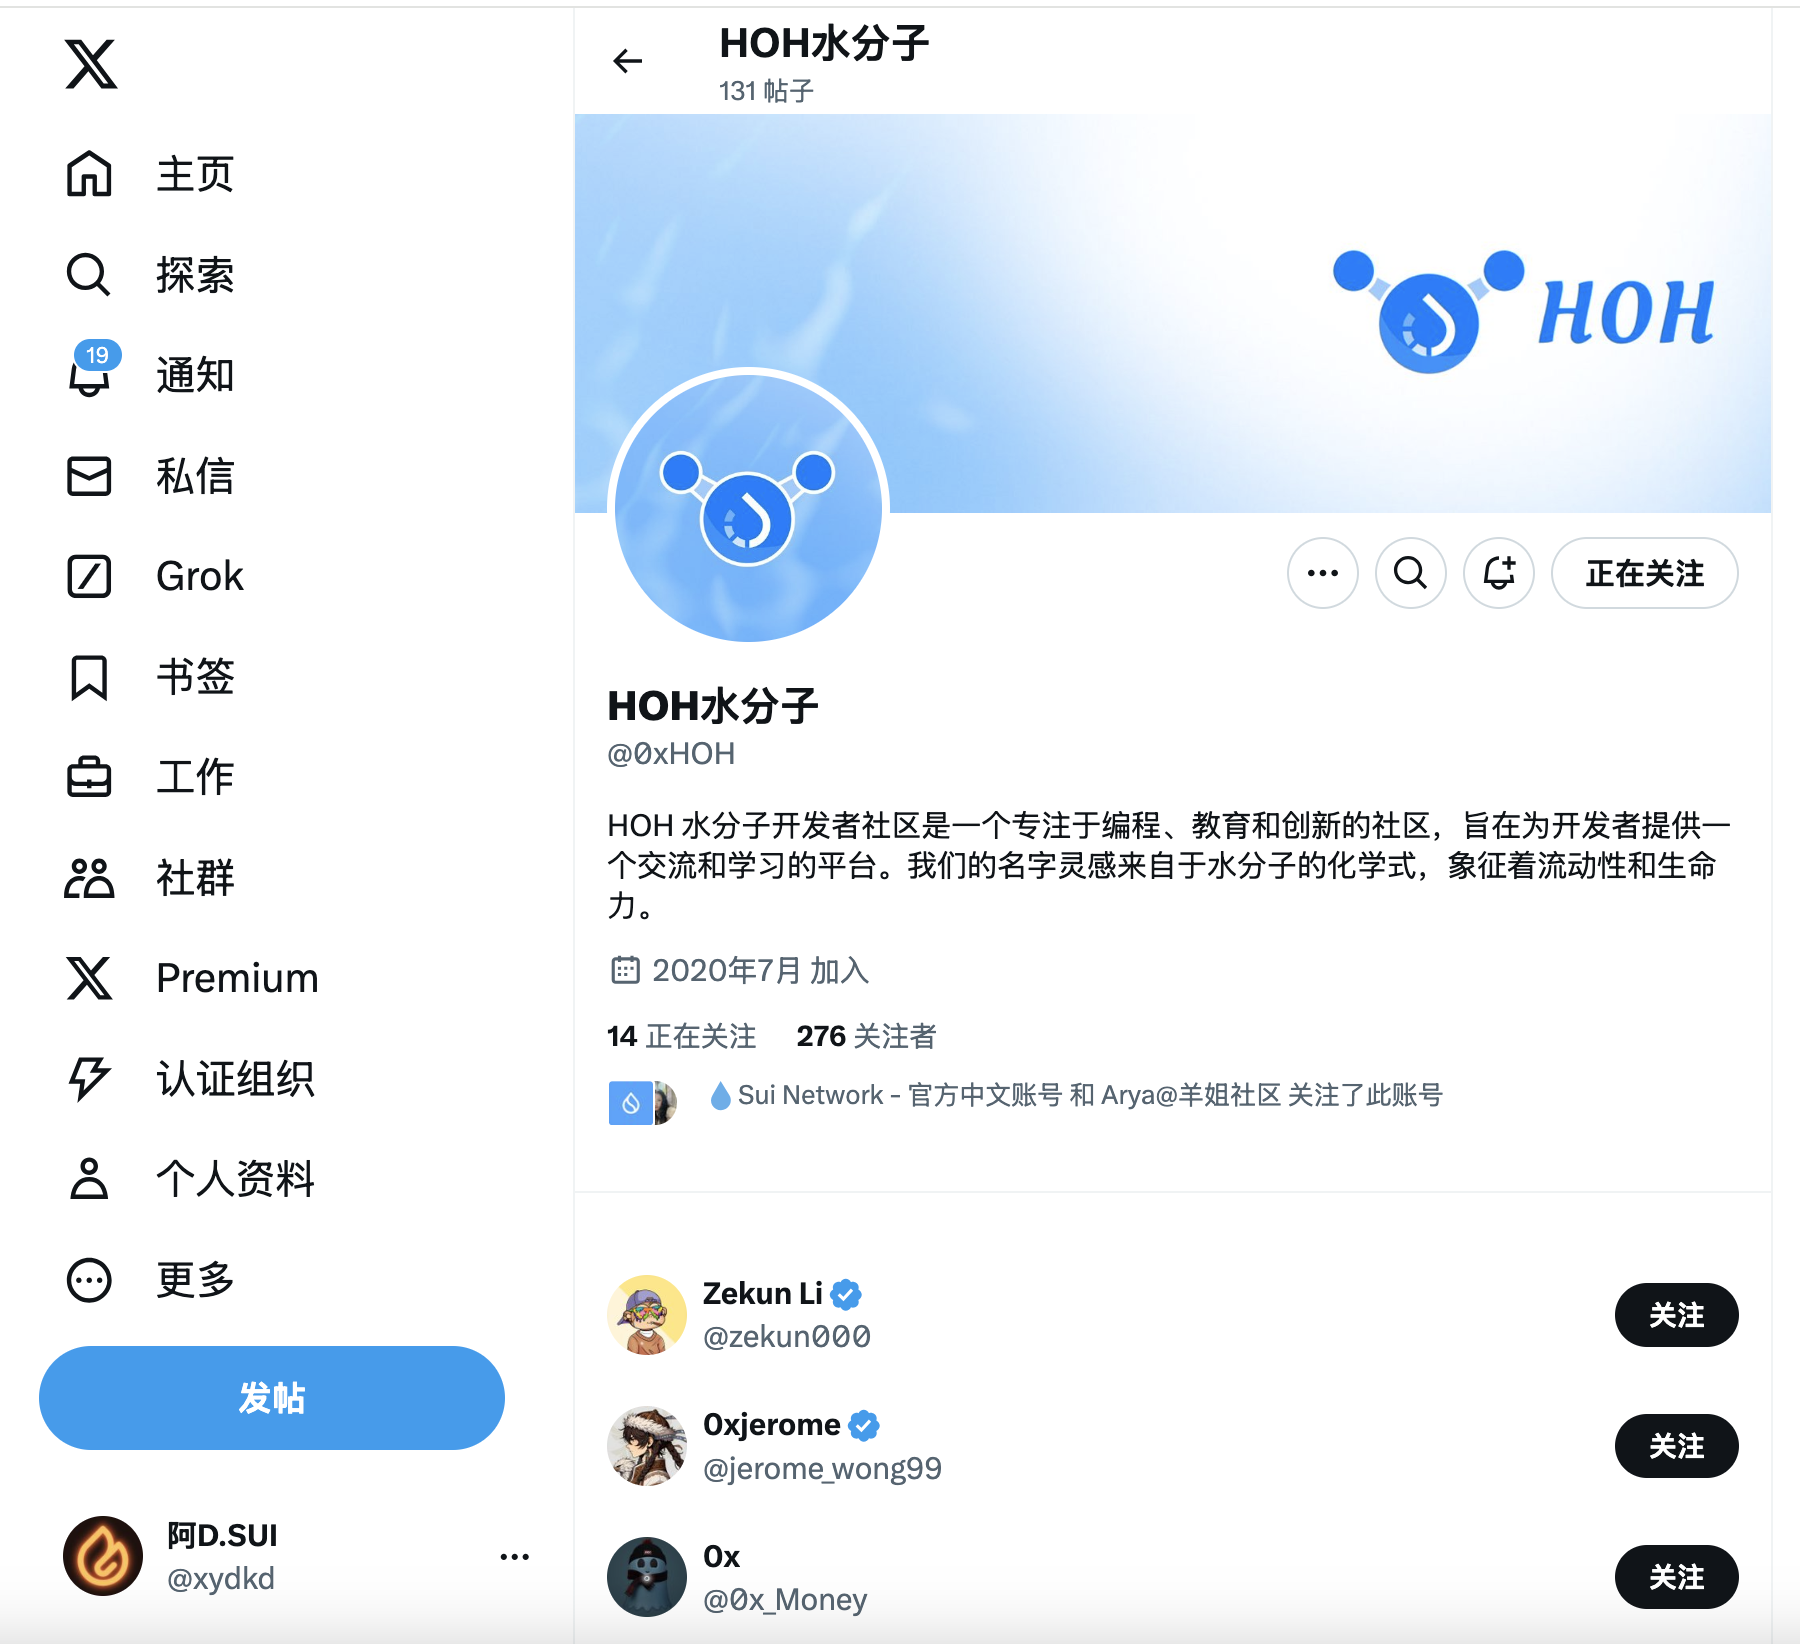 主页
探索
19
通知
私信
Grok
书签
工作
社群
Premium
认证组织
个人资料
更多
发帖
阿D.SUI
@xydkd
HOH水分子
131 帖子
HOH
正在关注
HOH水分子
@0xHOH
HOH 水分子开发者社区是一个专注于编程、教育和创新的社区，旨在为开发者提供一
个交流和学习的平台。我们的名字灵感来自于水分子的化学式，象征着流动性和生命
力。
2020年7月 加入
14 正在关注 276 关注者
💧Sui Network - 官方中文账号 和 Arya@羊姐社区 关注了此账号
Zekun Li
@zekun000
关注
0xjerome
@jerome_wong99
关注
0x
@0x_Money
关注